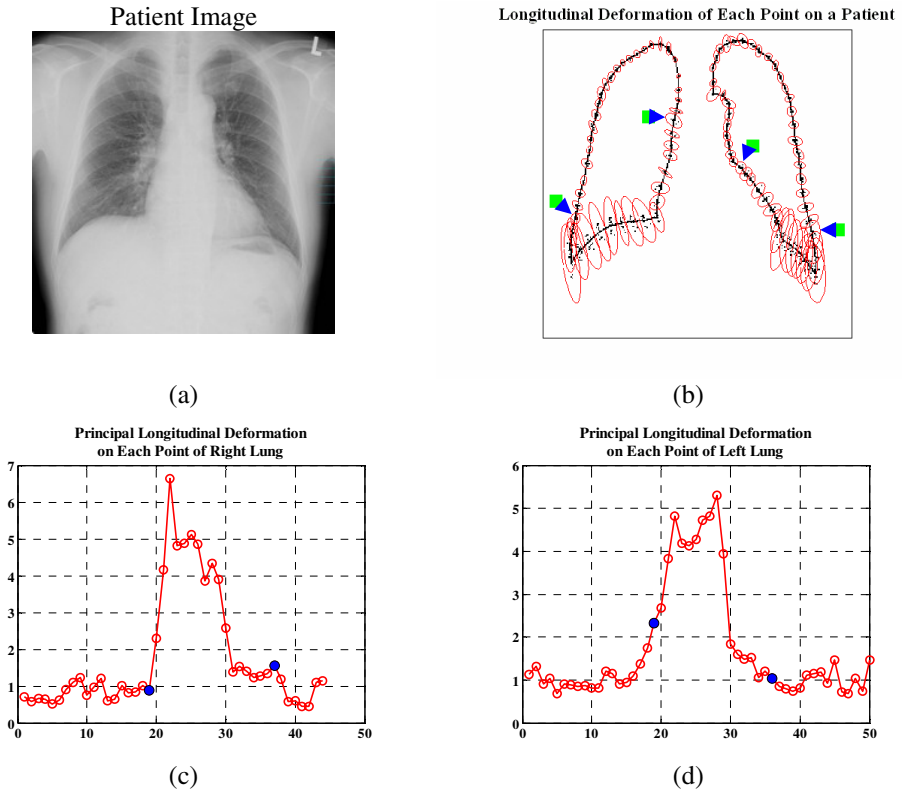 Patient Image
L
Longitudinal Deformation of Each Point on a Patient
(a)
(b)
Principal Longitudinal Deformation
on Each Point of Right Lung
7
6
5
4
3
2
1
0
0 10 20 30 40 50
(c)
Principal Longitudinal Deformation
on Each Point of Left Lung
6
5
4
3
2
1
0
0 10 20 30 40 50
(d)